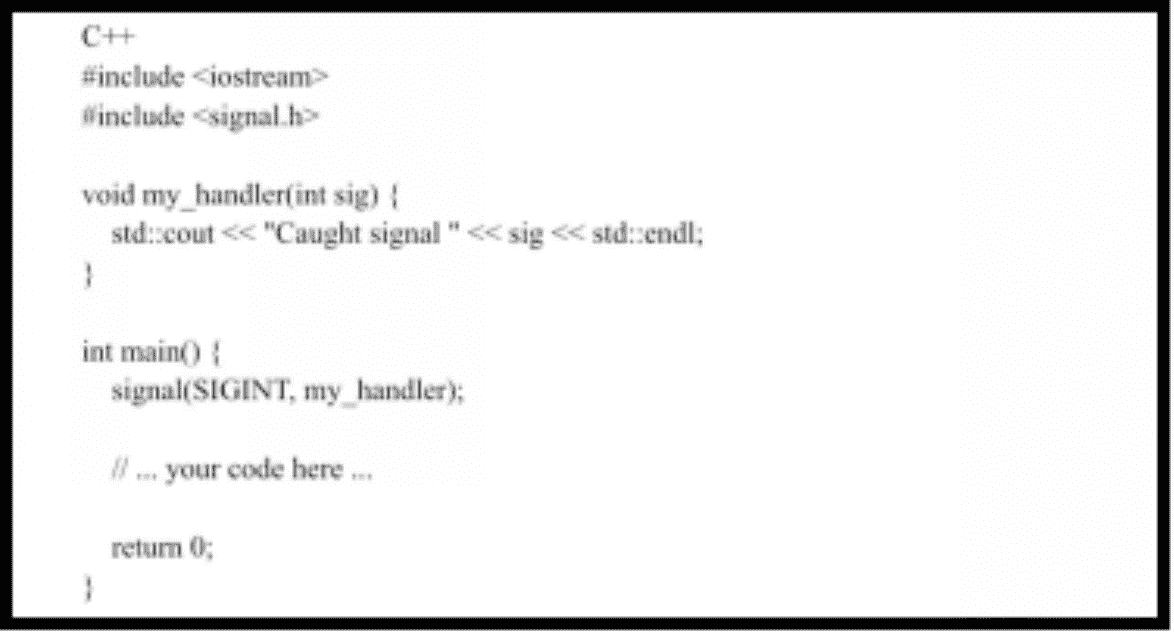 C++
#include <iostream>
#include <signal.h>
void my_handler(int sig) {
std::cout << "Caught signal " << sig << std::endl;
}
int main() {
signal(SIGINT, my_handler);
// ... your code here ...
return 0;
}